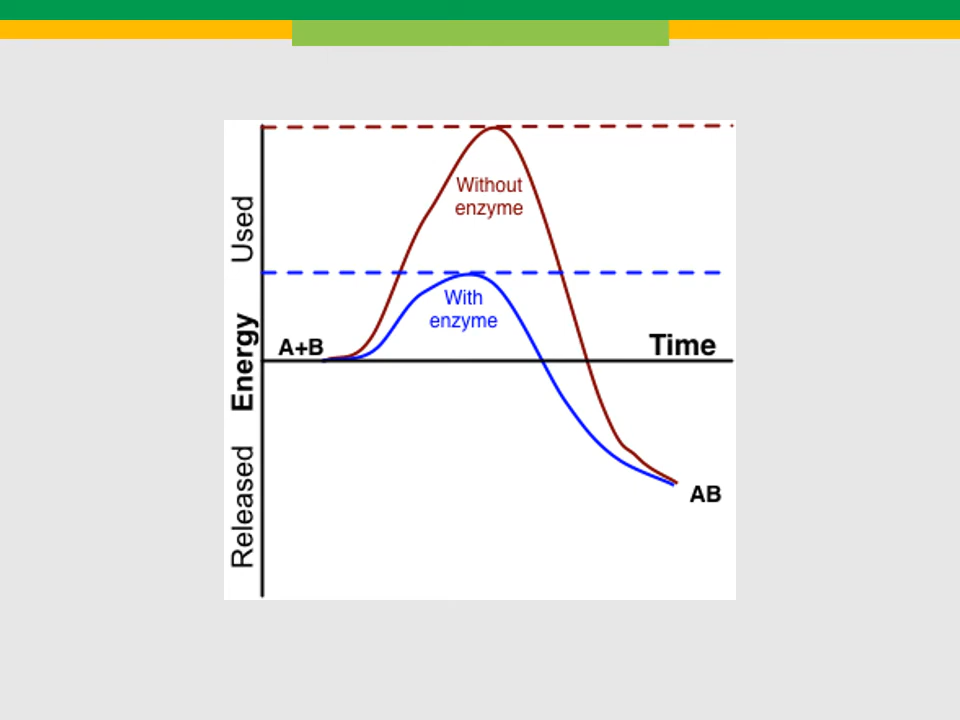 Without
enzyme
Used
With
enzyme
A+B
Time
Energy
Released
AB